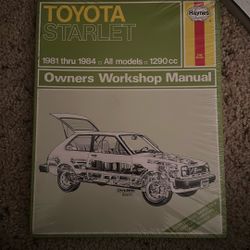 TOYOTA
STARLET
Haynes
1981 thru 1984 □ All models □ 1290 cc
Owners Workshop Manual